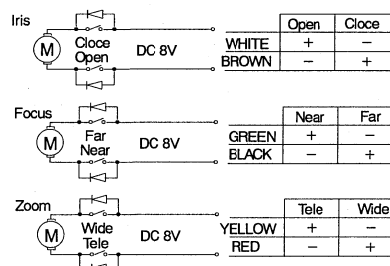 Iris
Open Cloce
M
Cloce
Open
DC 8V
WHITE + −
BROWN − +
Focus
Near Far
M
Far
Near
DC 8V
GREEN + −
BLACK − +
Zoom
Tele Wide
M
Wide
Tele
DC 8V
YELLOW + −
RED − +